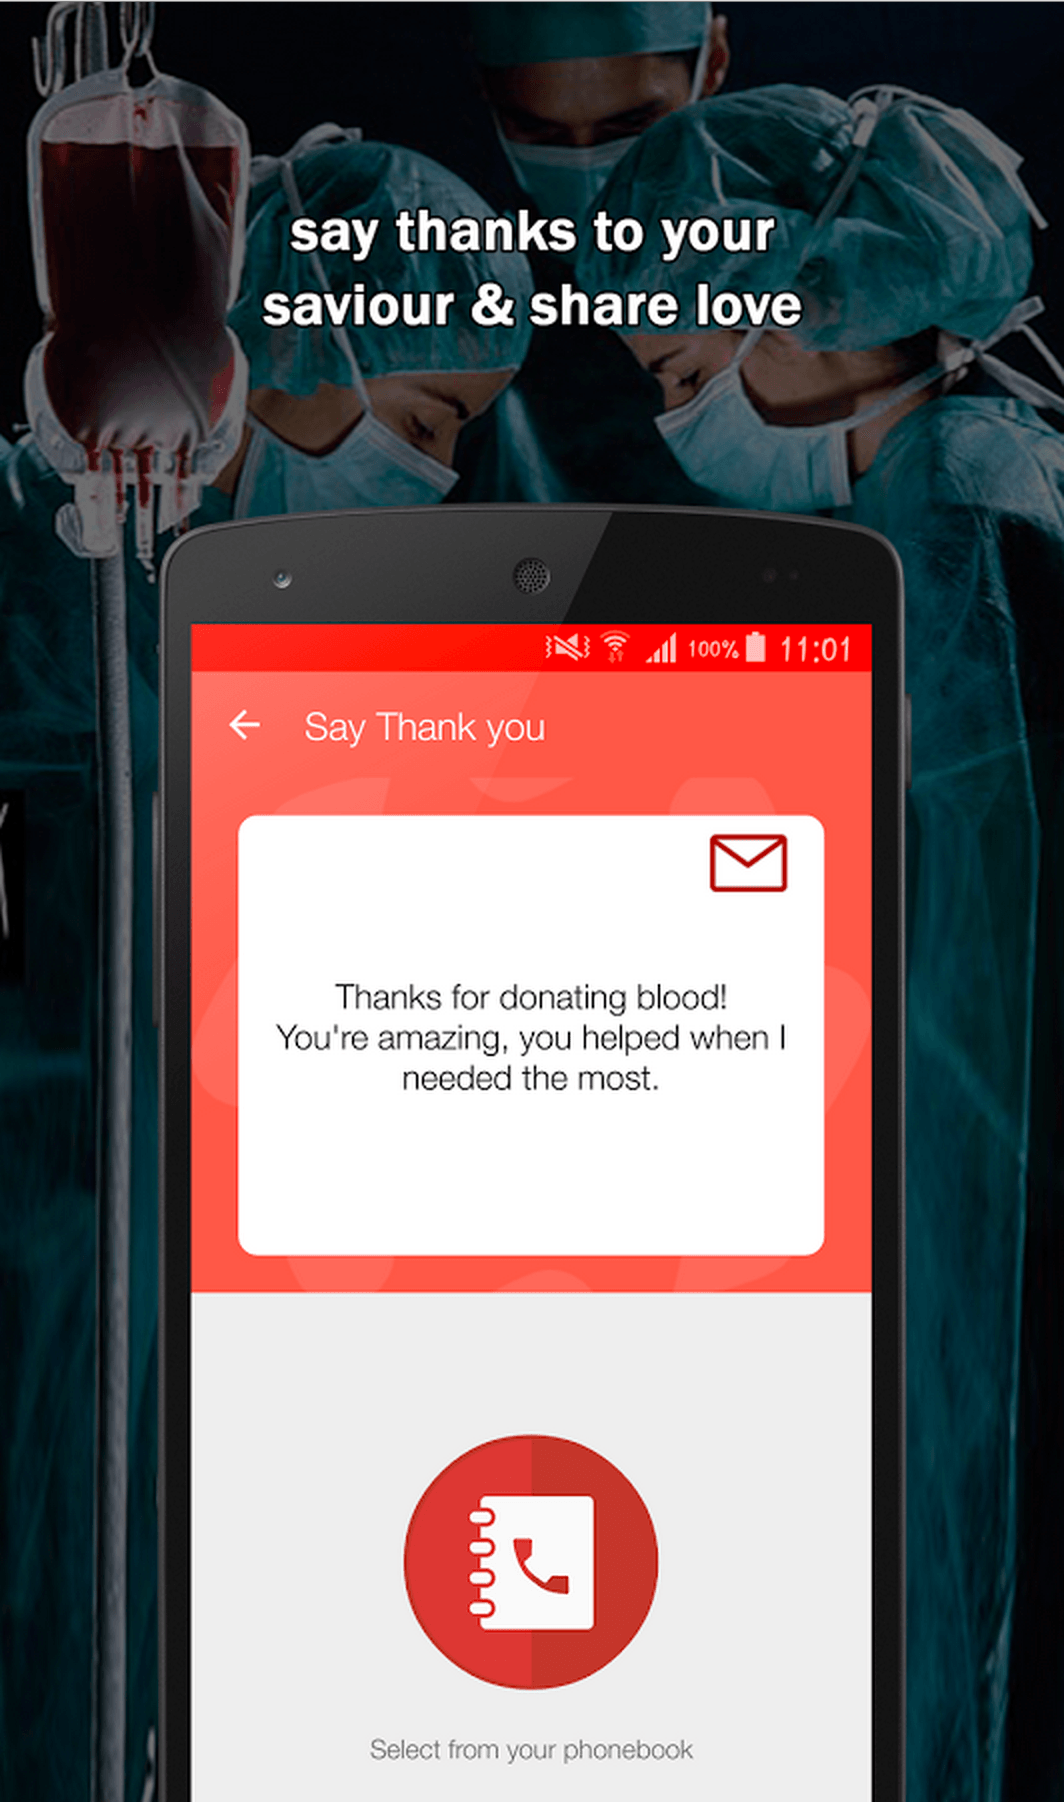 say thanks to your
saviour & share love
100% 11:01
Say Thank you
Thanks for donating blood!
You're amazing, you helped when I
needed the most.
Select from your phonebook